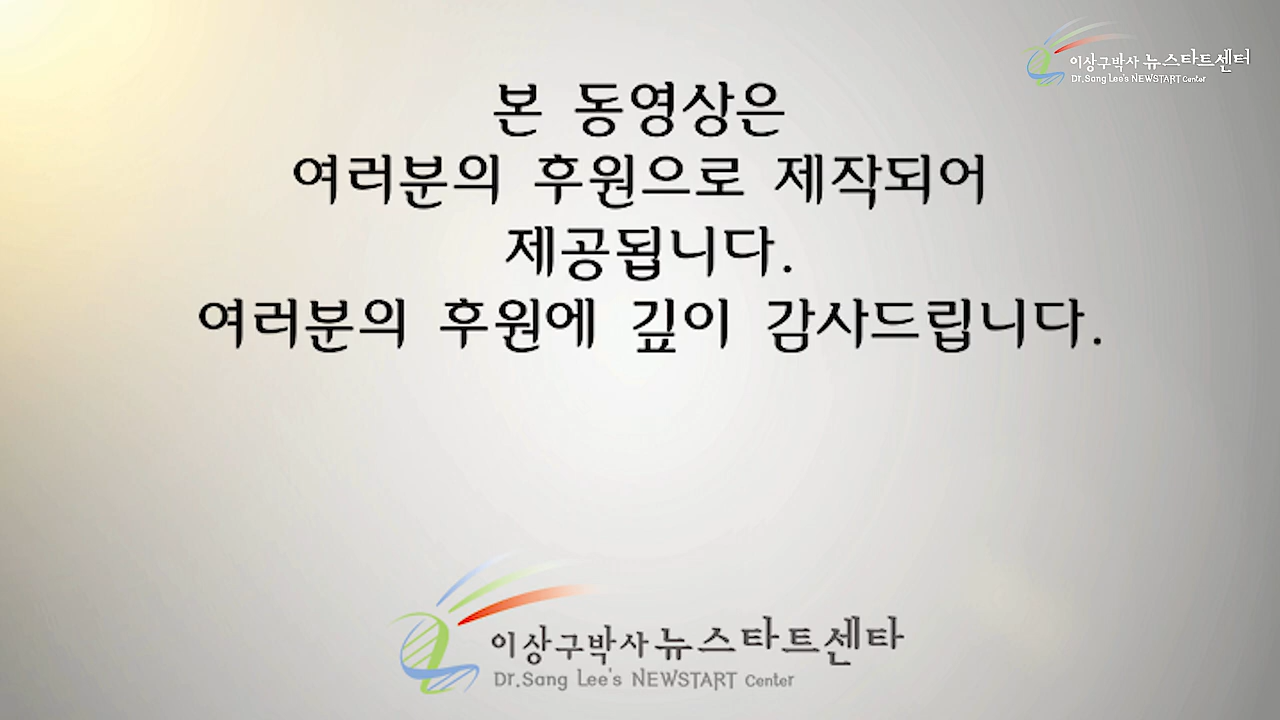 이상구박사 뉴스타트센터
Dr.Sang Lee's NEWSTART Center
본 동영상은
여러분의 후원으로 제작되어
제공됩니다.
여러분의 후원에 깊이 감사드립니다.
이상구박사 뉴스타트센타
Dr.Sang Lee's NEWSTART Center